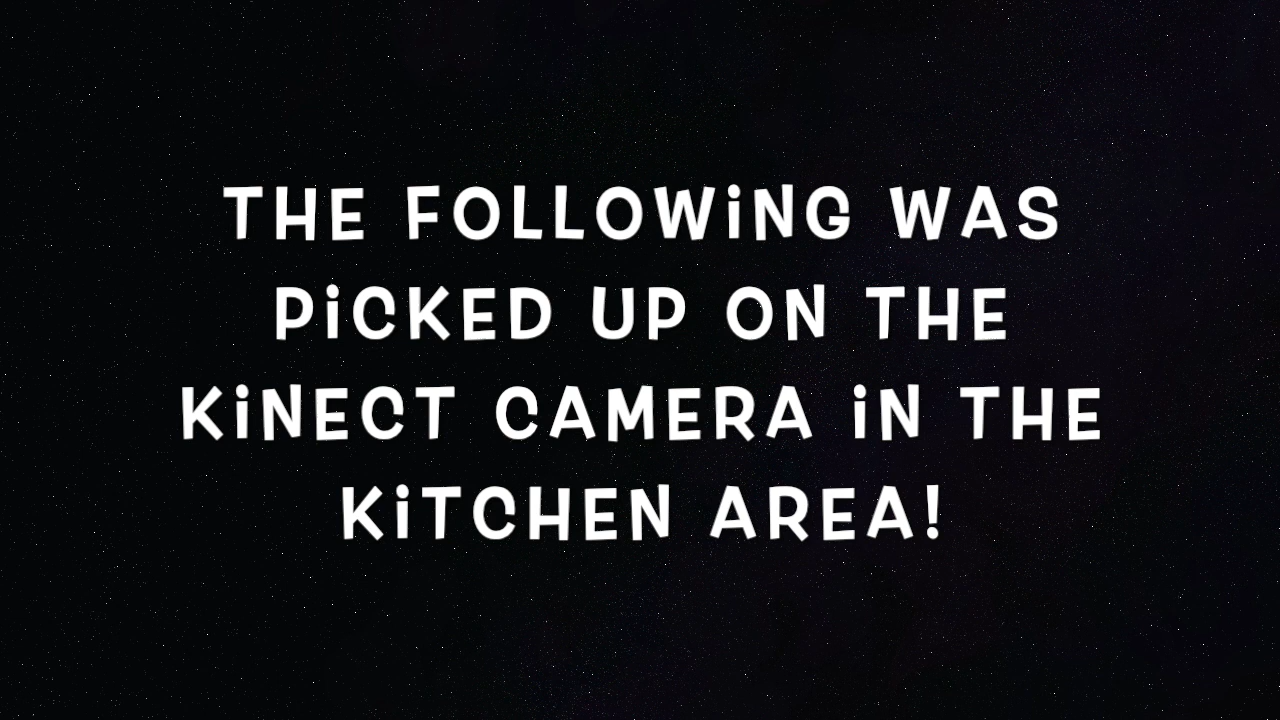 THE FOLLOWiNG WAS
PiCKED UP ON THE
KiNECT CAMERA iN THE
KiTCHEN AREA!